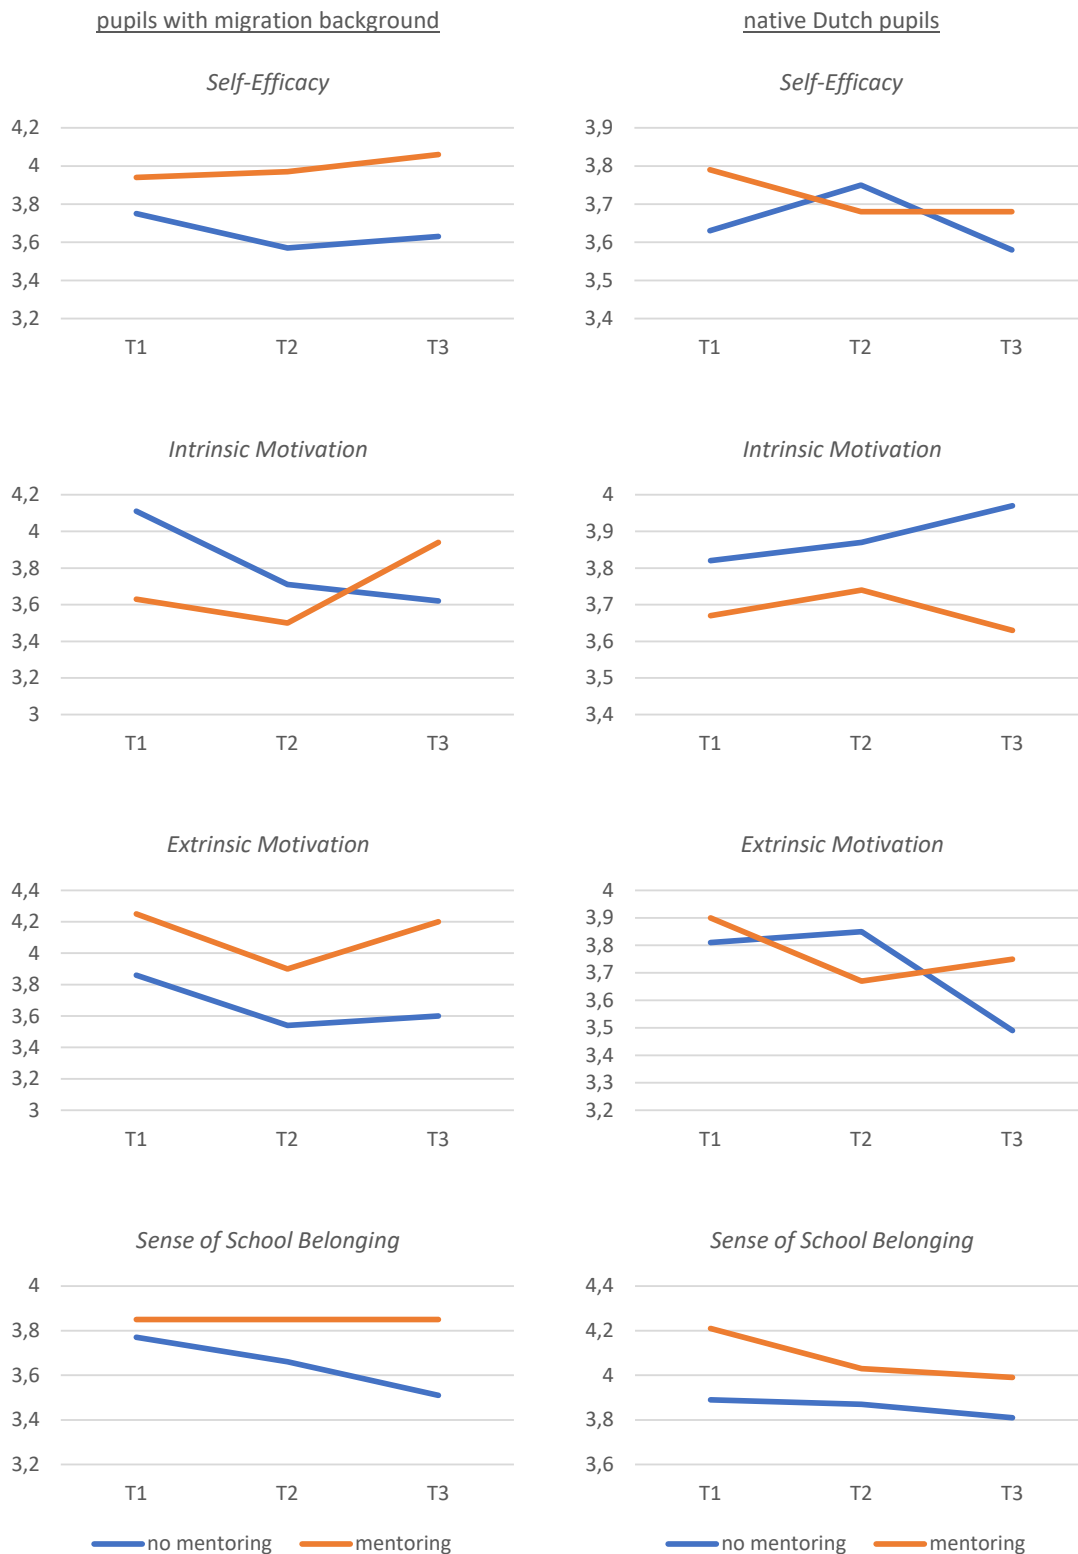 pupils with migration background
native Dutch pupils
Self-Efficacy
4,2
4
3,8
3,6
3,4
3,2
T1 T2 T3
Self-Efficacy
3,9
3,8
3,7
3,6
3,5
3,4
T1 T2 T3
Intrinsic Motivation
4,2
4
3,8
3,6
3,4
3,2
3
T1 T2 T3
Intrinsic Motivation
4
3,9
3,8
3,7
3,6
3,5
3,4
T1 T2 T3
Extrinsic Motivation
4,4
4,2
4
3,8
3,6
3,4
3,2
3
T1 T2 T3
Extrinsic Motivation
4
3,9
3,8
3,7
3,6
3,5
3,4
3,3
3,2
T1 T2 T3
Sense of School Belonging
4
3,8
3,6
3,4
3,2
T1 T2 T3
no mentoring mentoring
Sense of School Belonging
4,4
4,2
4
3,8
3,6
T1 T2 T3
no mentoring mentoring